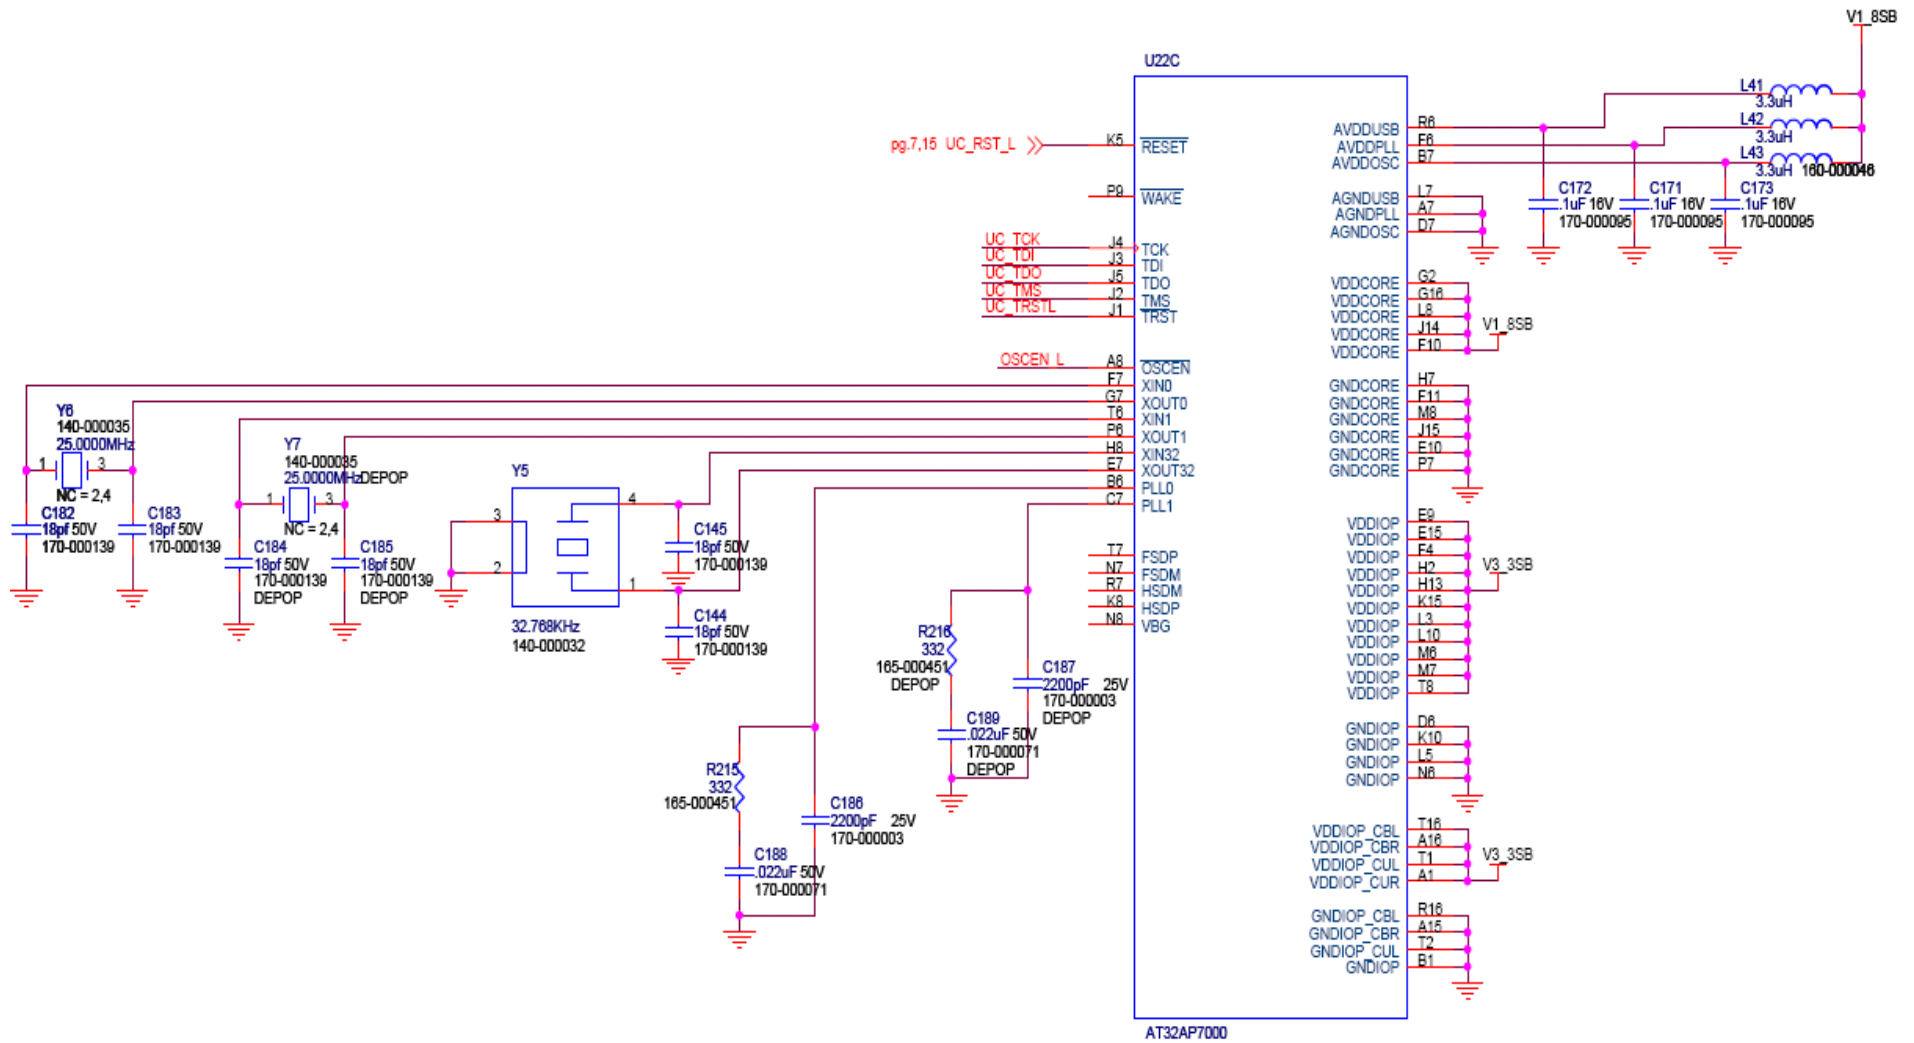 V1_8SB
U22C
pg.7,15 UC_RST_L
K5
RESET
P9
WAKE
UC_TCK
J4
TCK
UC_TDI
J3
TDI
UC_TDO
J5
TDO
UC_TMS
J2
TMS
UC_TRSTL
J1
TRST
OSCEN_L
A8
OSCEN
F7
XIN0
G7
XOUT0
T6
XIN1
P6
XOUT1
H8
XIN32
E7
XOUT32
B6
PLL0
C7
PLL1
T7
FSDP
N7
FSDM
R7
HSDM
K8
HSDP
N8
VBG
AVDDUSB
R6
AVDDPLL
F6
AVDDOSC
B7
AGNDUSB
L7
AGNDPLL
A7
AGNDOSC
D7
L41
3.3uH
L42
3.3uH
L43
3.3uH 160-000046
C172
.1uF 16V
170-000095
C171
.1uF 16V
170-000095
C173
.1uF 16V
170-000095
VDDCORE
G2
VDDCORE
G16
VDDCORE
L8
VDDCORE
J14
VDDCORE
F10
V1_8SB
GNDCORE
H7
GNDCORE
F11
GNDCORE
M8
GNDCORE
J15
GNDCORE
E10
GNDCORE
P7
VDDIOP
E9
VDDIOP
E15
VDDIOP
F4
VDDIOP
H2
VDDIOP
H13
VDDIOP
K15
VDDIOP
L3
VDDIOP
L10
VDDIOP
M6
VDDIOP
M7
VDDIOP
T8
V3_3SB
GNDIOP
D6
GNDIOP
K10
GNDIOP
L5
GNDIOP
N6
VDDIOP_CBL
T16
VDDIOP_CBR
A16
VDDIOP_CUL
T1
VDDIOP_CUR
A1
V3_3SB
GNDIOP_CBL
R16
GNDIOP_CBR
A15
GNDIOP_CUL
T2
GNDIOP
B1
AT32AP7000
Y6
140-000035
25.0000MHz
1
3
NC = 2,4
C182
18pf 50V
170-000139
C183
18pf 50V
170-000139
Y7
140-000035
25.0000MHz DEPOP
1
3
NC = 2,4
C184
18pf 50V
170-000139
DEPOP
C185
18pf 50V
170-000139
DEPOP
Y5
3
2
4
1
32.768KHz
140-000032
C145
18pf 50V
170-000139
C144
18pf 50V
170-000139
R216
332
165-000451
DEPOP
C187
2200pF 25V
170-000003
DEPOP
C189
.022uF 50V
170-000071
DEPOP
R215
332
165-000451
C186
2200pF 25V
170-000003
C188
.022uF 50V
170-000071